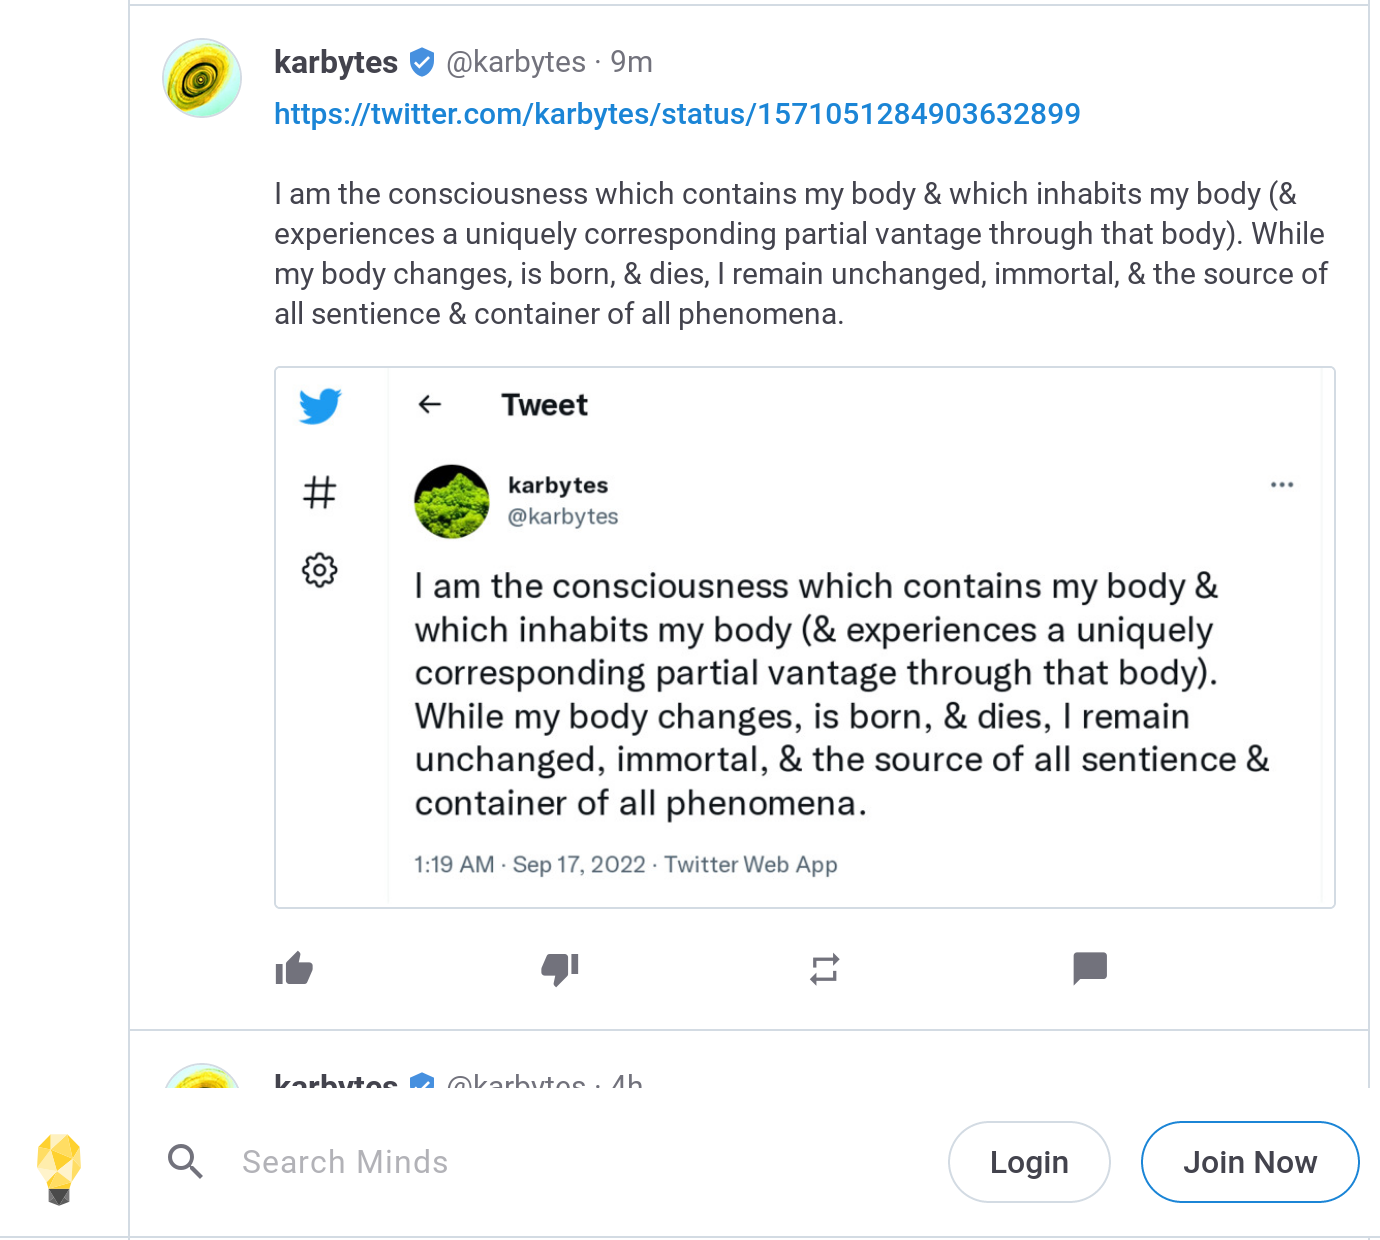 karbytes @karbytes · 9m
https://twitter.com/karbytes/status/1571051284903632899
I am the consciousness which contains my body & which inhabits my body (&
experiences a uniquely corresponding partial vantage through that body). While
my body changes, is born, & dies, I remain unchanged, immortal, & the source of
all sentience & container of all phenomena.
Tweet
karbytes
@karbytes
I am the consciousness which contains my body &
which inhabits my body (& experiences a uniquely
corresponding partial vantage through that body).
While my body changes, is born, & dies, I remain
unchanged, immortal, & the source of all sentience &
container of all phenomena.
1:19 AM · Sep 17, 2022 · Twitter Web App
karbytes @karbytes · 4h
Search Minds
Login
Join Now